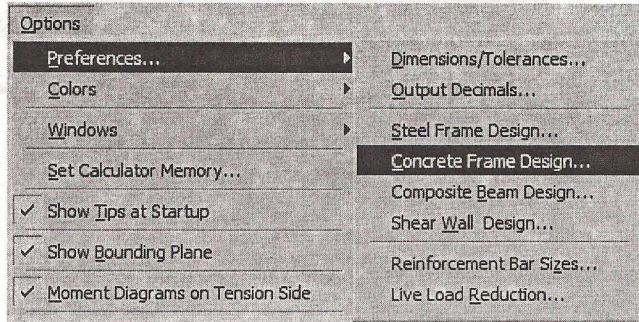 Options
Preferences...
Colors
Windows
Set Calculator Memory...
Show Tips at Startup
Show Bounding Plane
Moment Diagrams on Tension Side
Dimensions/Tolerances...
Output Decimals...
Steel Frame Design...
Concrete Frame Design...
Composite Beam Design...
Shear Wall Design...
Reinforcement Bar Sizes...
Live Load Reduction...